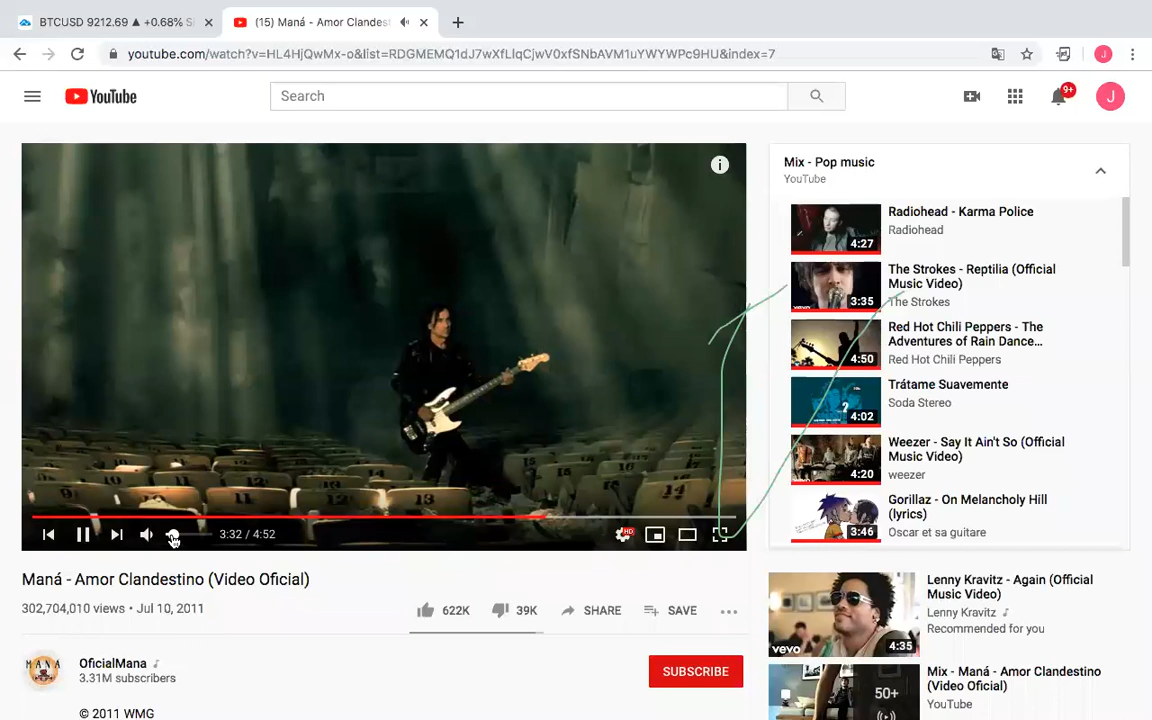 BTCUSD 9212.69 ▲ +0.68%
(15) Maná - Amor Clandest
youtube.com/watch?v=HL4HjQwMx-o&list=RDGMEMQ1dJ7wXfLlqCjwV0xfSNbAVM1uYWYWPc9HU&index=7
J
YouTube
Search
9+
J
Mix - Pop music
YouTube
Radiohead - Karma Police
Radiohead
4:27
The Strokes - Reptilia (Official
Music Video)
The Strokes
vevo
3:35
Red Hot Chili Peppers - The
Adventures of Rain Dance...
Red Hot Chili Peppers
4:50
Trátame Suavemente
Soda Stereo
4:02
Weezer - Say It Ain't So (Official
Music Video)
weezer
vevo
4:20
Gorillaz - On Melancholy Hill
(lyrics)
Oscar et sa guitare
3:46
3:32 / 4:52
HD
Maná - Amor Clandestino (Video Oficial)
302,704,010 views • Jul 10, 2011
622K
39K
SHARE
SAVE
OficialMana
3.31M subscribers
SUBSCRIBE
© 2011 WMG
Lenny Kravitz - Again (Official
Music Video)
Lenny Kravitz
Recommended for you
vevo
4:35
Mix - Maná - Amor Clandestino
(Video Oficial)
YouTube
50+